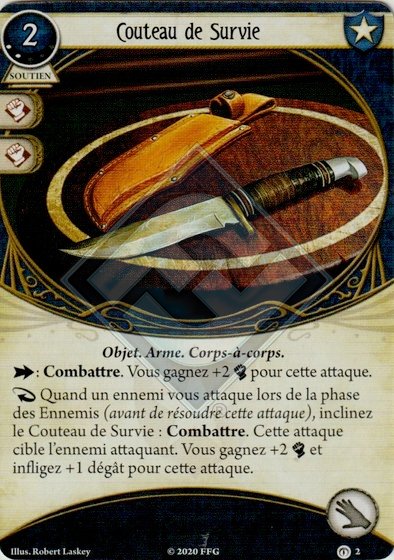 Couteau de Survie
2
SOUTIEN
Objet. Arme. Corps-à-corps.
: Combattre. Vous gagnez +2 pour cette attaque.
Quand un ennemi vous attaque lors de la phase
des Ennemis (avant de résoudre cette attaque), inclinez
le Couteau de Survie : Combattre. Cette attaque
cible l'ennemi attaquant. Vous gagnez +2 et
infligez +1 dégât pour cette attaque.
Illus. Robert Laskey
© 2020 FFG
2